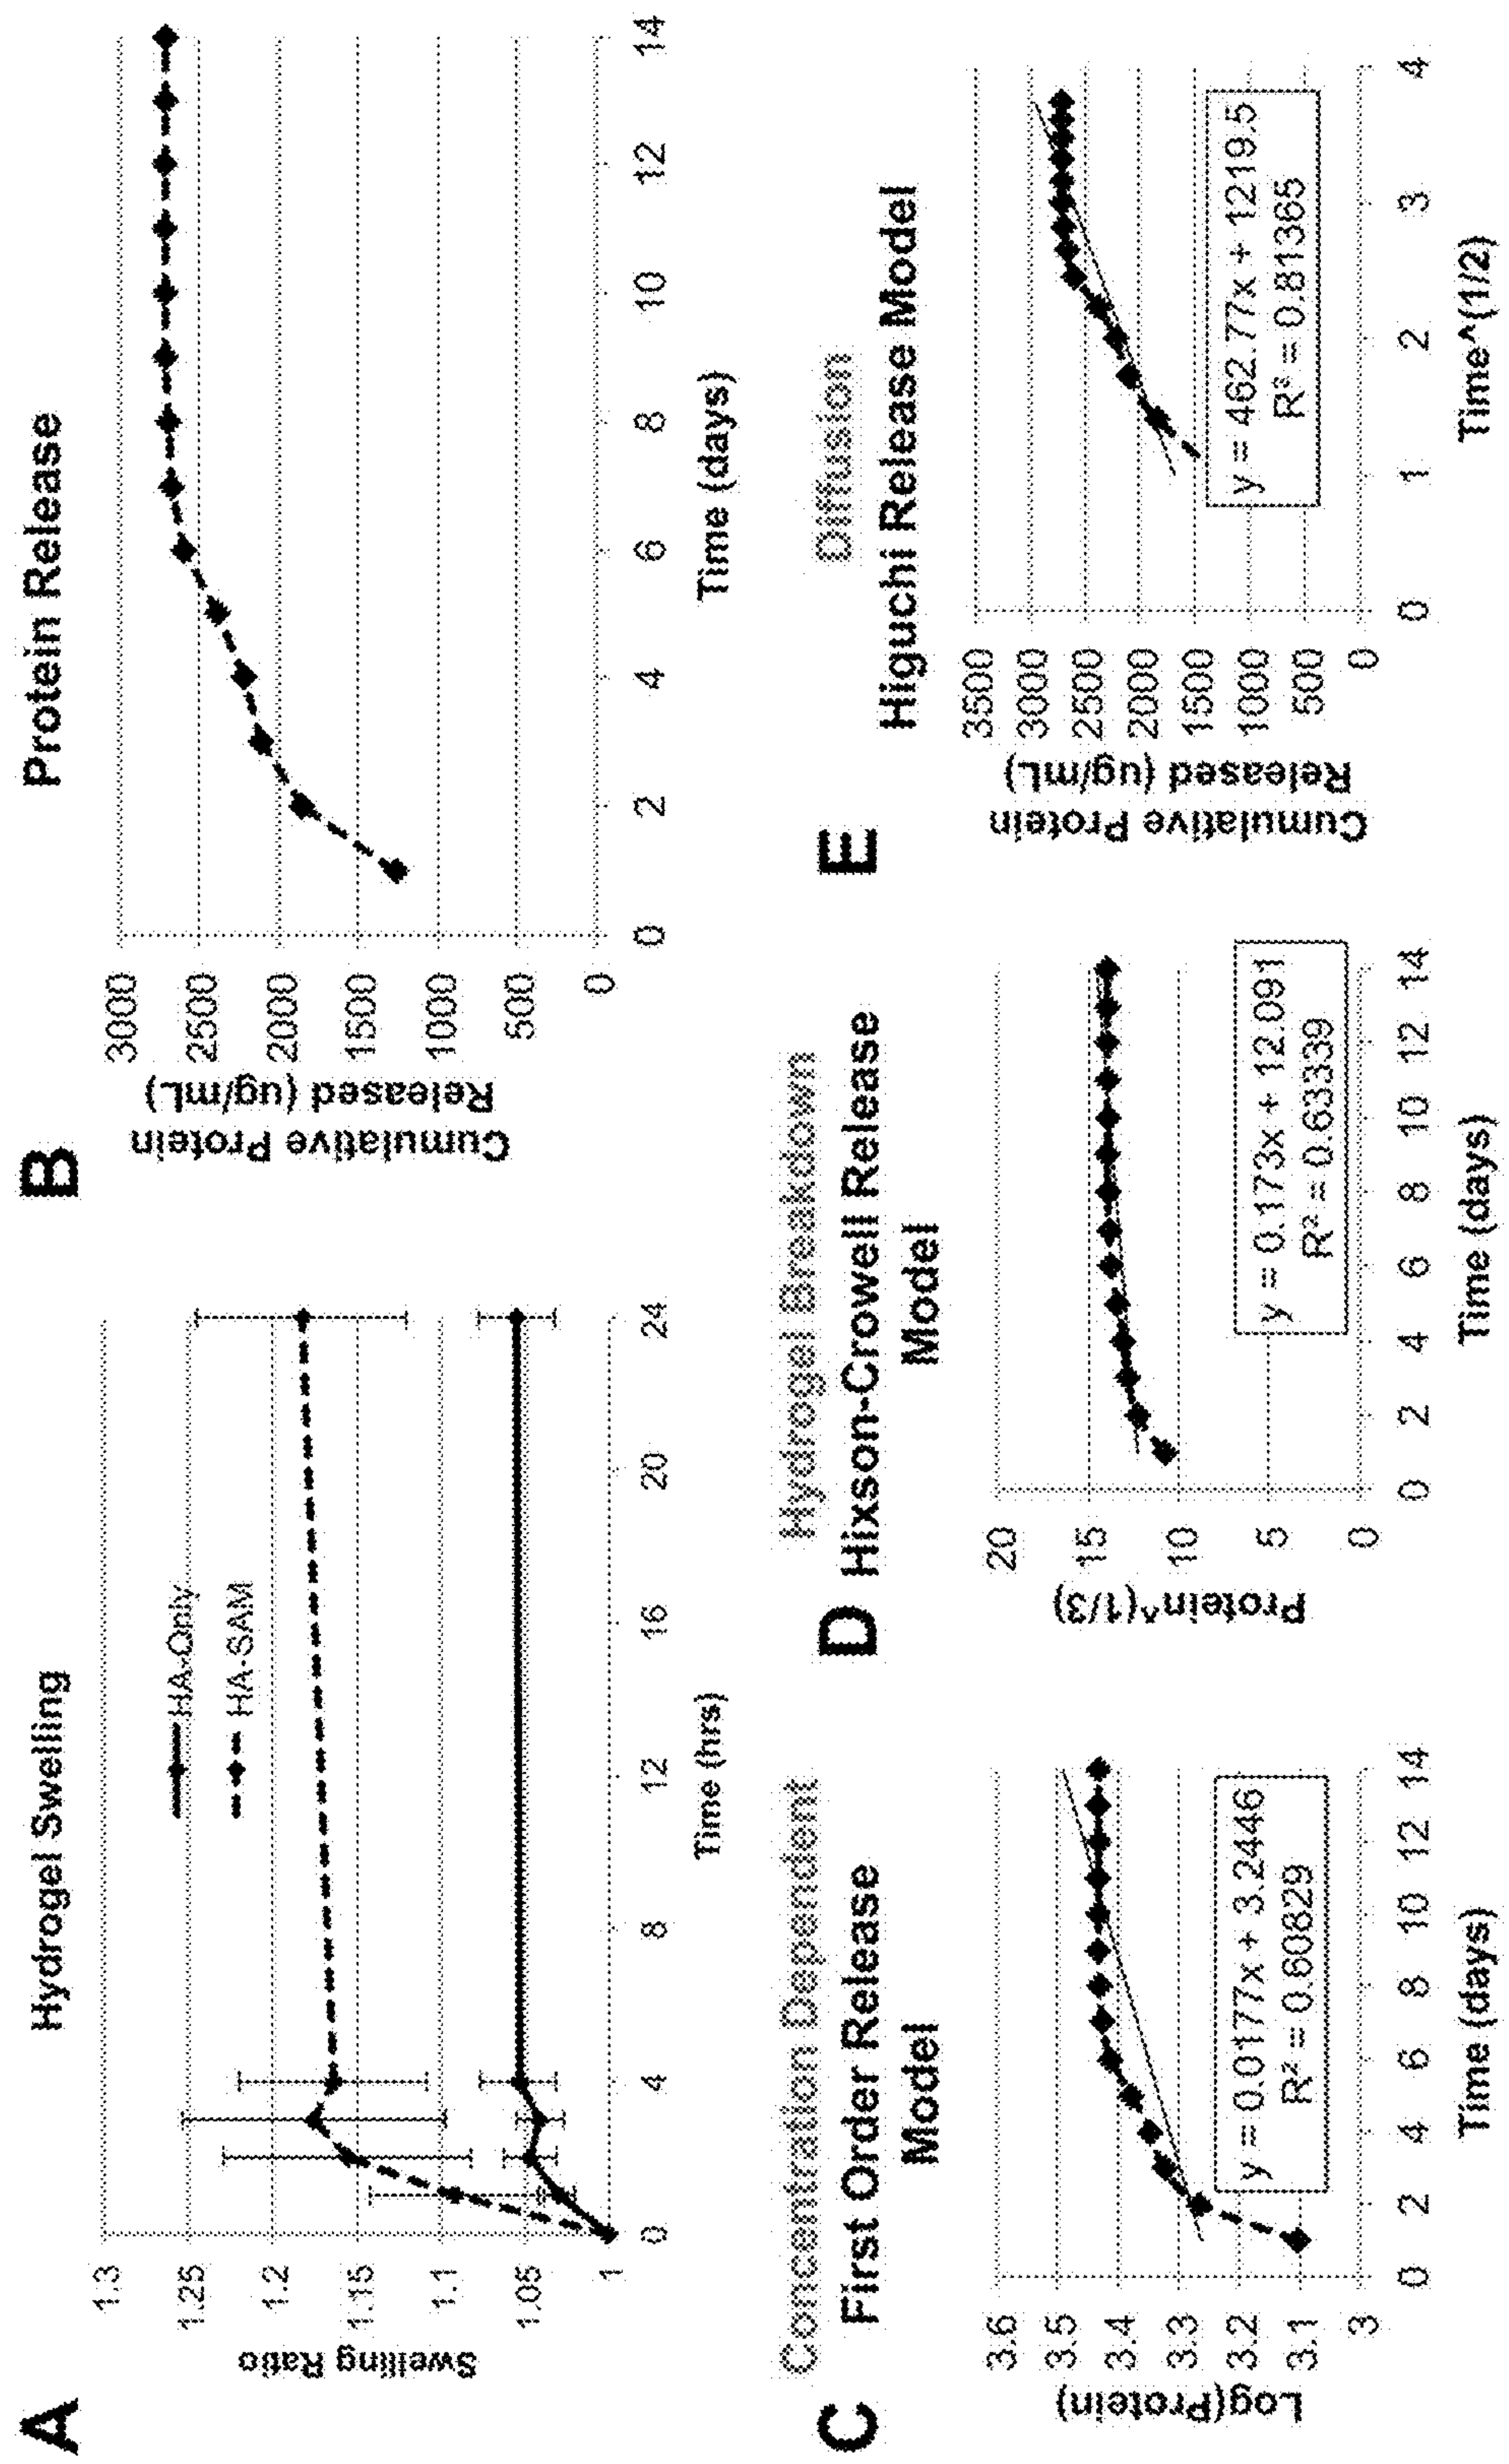 A
Hydrogel Swelling
Swelling Ratio
1.3
1.25
1.2
1.15
1.1
1.05
1
HA-Only
HA-SAM
0
4
8
12
16
20
24
Time (hrs)
B
Protein Release
Cumulative Protein
Released (ug/mL)
3000
2500
2000
1500
1000
500
0
0
2
4
6
8
10
12
14
Time (days)
C
Concentration Dependent
First Order Release
Model
Log(Protein)
3.6
3.5
3.4
3.3
3.2
3.1
3
y = 0.0177x + 3.2446
R² = 0.60829
0
2
4
6
8
10
12
14
Time (days)
D
Hydrogel Breakdown
Hixson-Crowell Release
Model
Protein^(1/3)
20
15
10
5
0
y = 0.173x + 12.091
R² = 0.63339
0
2
4
6
8
10
12
14
Time (days)
E
Diffusion
Higuchi Release Model
Cumulative Protein
Released (ug/mL)
3500
3000
2500
2000
1500
1000
500
0
y = 462.77x + 1219.5
R² = 0.81365
0
1
2
3
4
Time^(1/2)